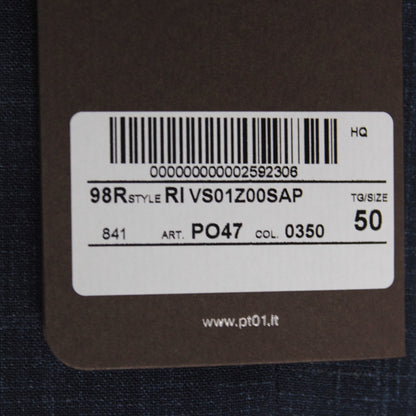 HQ
000000000002592306
98R STYLE RI VS01Z00SAP TG/SIZE
841 ART. PO47 COL. 0350 50
www.pt01.it